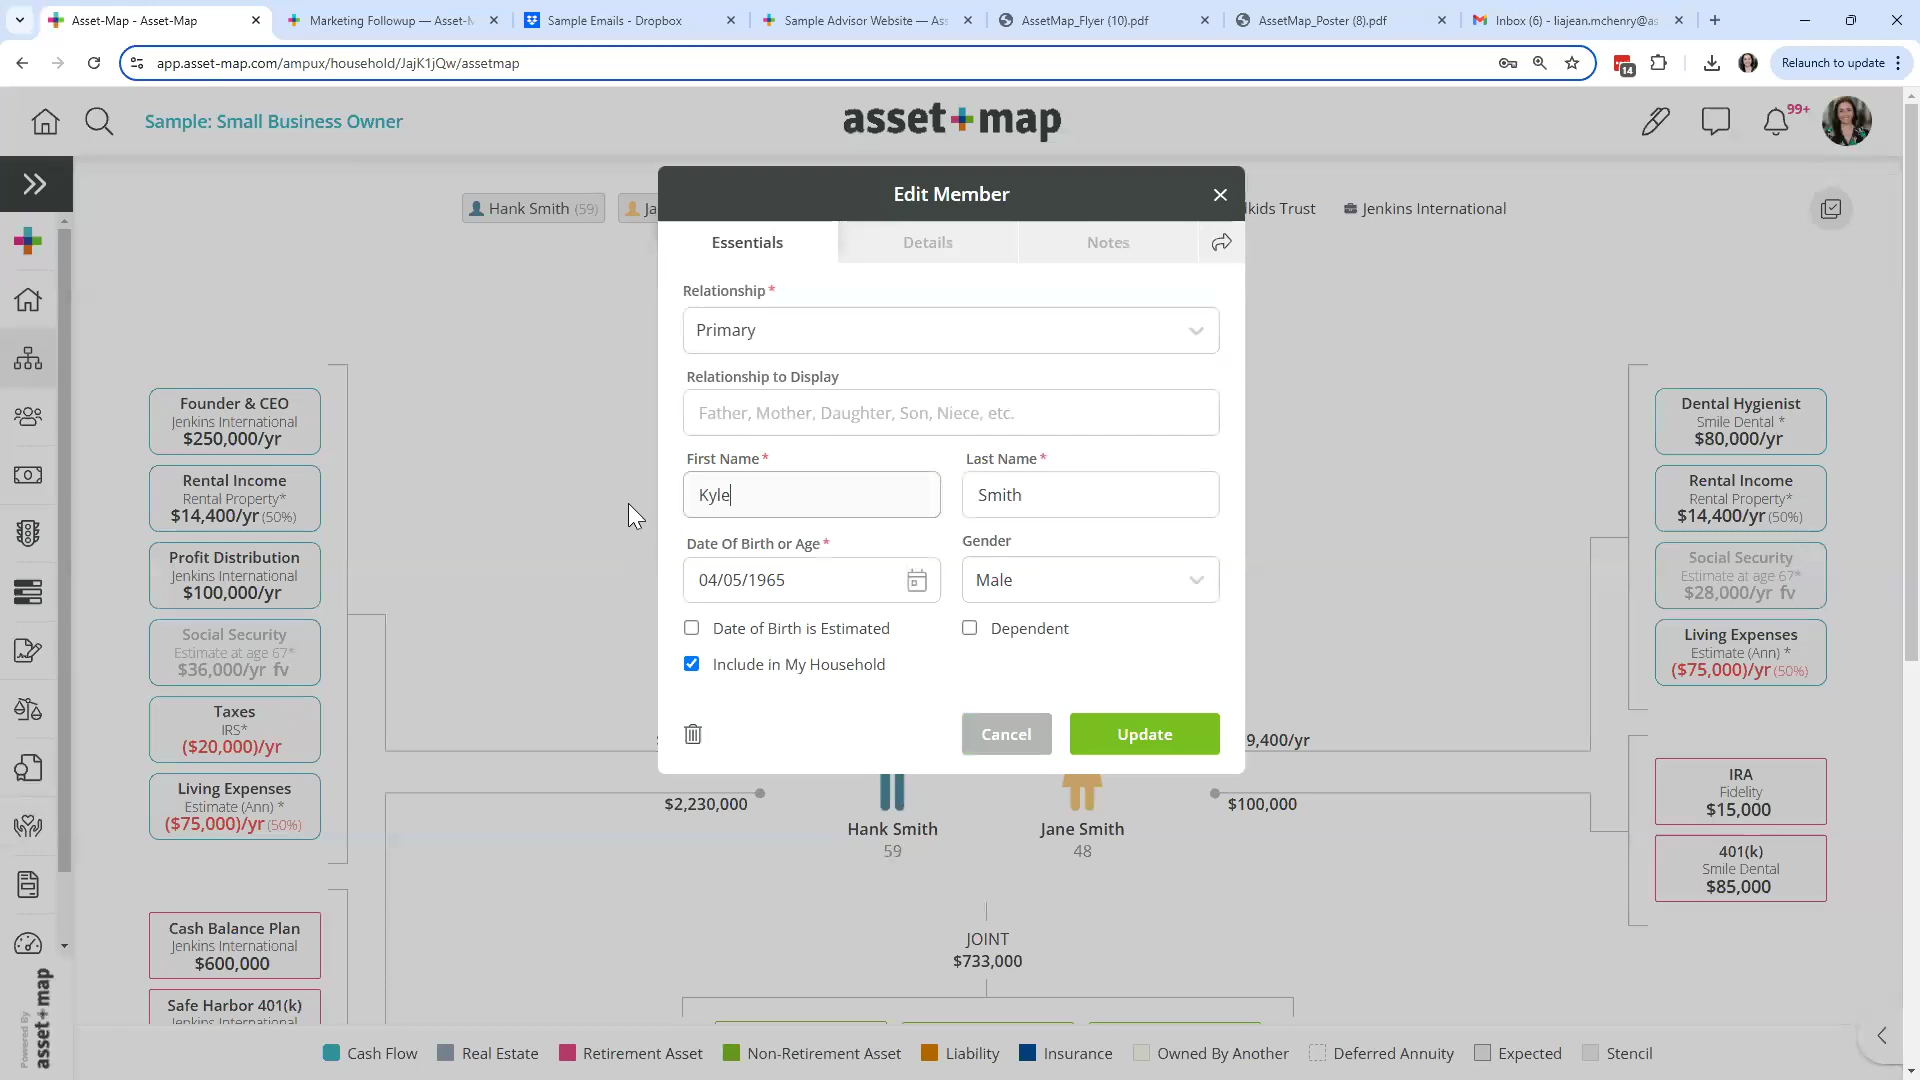 Asset-Map - Asset-Map
Marketing Followup — Asset-M
Sample Emails - Dropbox
Sample Advisor Website — Ass
AssetMap_Flyer (10).pdf
AssetMap_Poster (8).pdf
Inbox (6) - liajean.mchenry@as
app.asset-map.com/ampux/household/JajK1jQw/assetmap
14
Relaunch to update
Sample: Small Business Owner
asset+map
99+
Hank Smith (59)
Ja
lkids Trust
Jenkins International
Edit Member
Essentials
Details
Notes
Relationship *
Primary
Relationship to Display
Father, Mother, Daughter, Son, Niece, etc.
First Name *
Last Name *
Kyle
Smith
Date Of Birth or Age *
Gender
04/05/1965
Male
Date of Birth is Estimated
Dependent
Include in My Household
Cancel
Update
Founder & CEO
Jenkins International
$250,000/yr
Rental Income
Rental Property*
$14,400/yr (50%)
Profit Distribution
Jenkins International
$100,000/yr
Social Security
Estimate at age 67*
$36,000/yr fv
Taxes
IRS*
($20,000)/yr
Living Expenses
Estimate (Ann) *
($75,000)/yr (50%)
Cash Balance Plan
Jenkins International
$600,000
Safe Harbor 401(k)
Jenkins International
Dental Hygienist
Smile Dental *
$80,000/yr
Rental Income
Rental Property*
$14,400/yr (50%)
Social Security
Estimate at age 67*
$28,000/yr fv
Living Expenses
Estimate (Ann) *
($75,000)/yr (50%)
9,400/yr
IRA
Fidelity
$15,000
401(k)
Smile Dental
$85,000
$2,230,000
$100,000
Hank Smith
59
Jane Smith
48
JOINT
$733,000
Powered By
asset+map
Cash Flow
Real Estate
Retirement Asset
Non-Retirement Asset
Liability
Insurance
Owned By Another
Deferred Annuity
Expected
Stencil